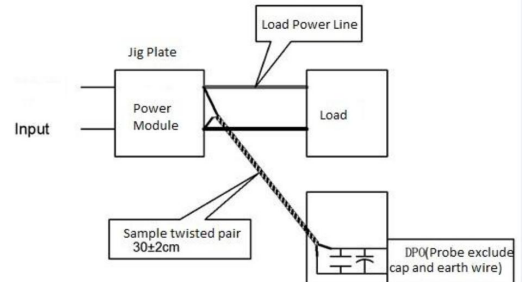 Load Power Line
Jig Plate
Power
Module
Load
Input
Sample twisted pair
30±2cm
DPO(Probe exclude
cap and earth wire)